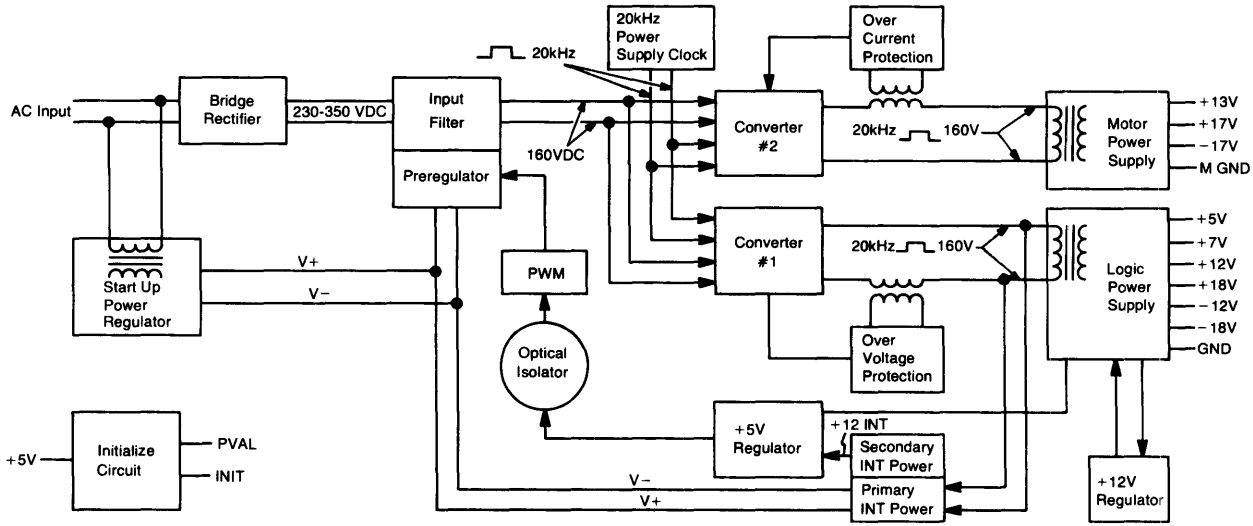 20kHz
Power
Supply Clock
Over
Current
Protection
20kHz
AC Input
Bridge
Rectifier
230-350 VDC
Input
Filter
160VDC
Converter
#2
20kHz
160V
Motor
Power
Supply
+13V
+17V
-17V
M GND
Preregulator
PWM
Optical
Isolator
Converter
#1
20kHz
160V
Logic
Power
Supply
+5V
+7V
+12V
+18V
-12V
-18V
GND
V+
V-
Start Up
Power
Regulator
Over
Voltage
Protection
+5V
Initialize
Circuit
PVAL
INIT
+5V
Regulator
+12 INT
Secondary
INT Power
Primary
INT Power
V-
V+
+12V
Regulator